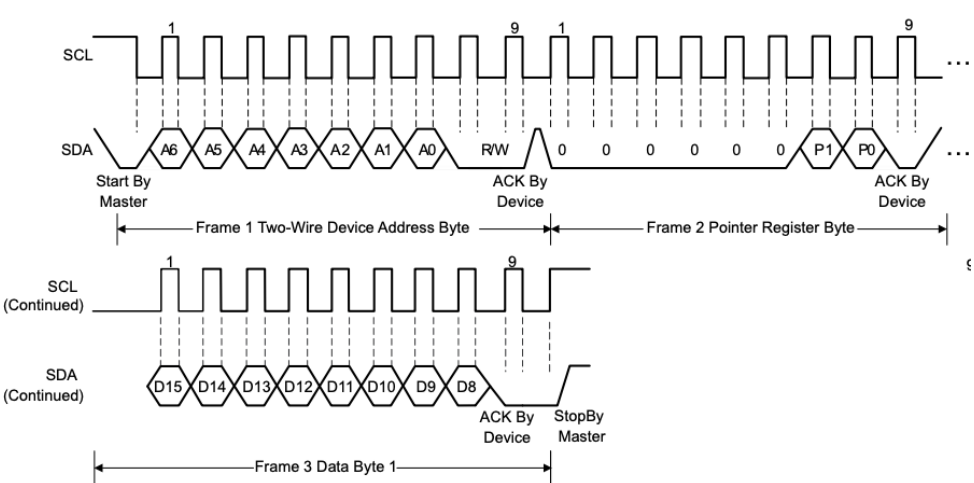 1 9 1 9
SCL ...
SDA A6 A5 A4 A3 A2 A1 A0 R/W 0 0 0 0 0 0 P1 P0 ...
Start By Master
ACK By Device
ACK By Device
Frame 1 Two-Wire Device Address Byte
Frame 2 Pointer Register Byte
1 9 9
SCL
(Continued)
SDA
(Continued)
D15 D14 D13 D12 D11 D10 D9 D8
ACK By Device
StopBy Master
Frame 3 Data Byte 1